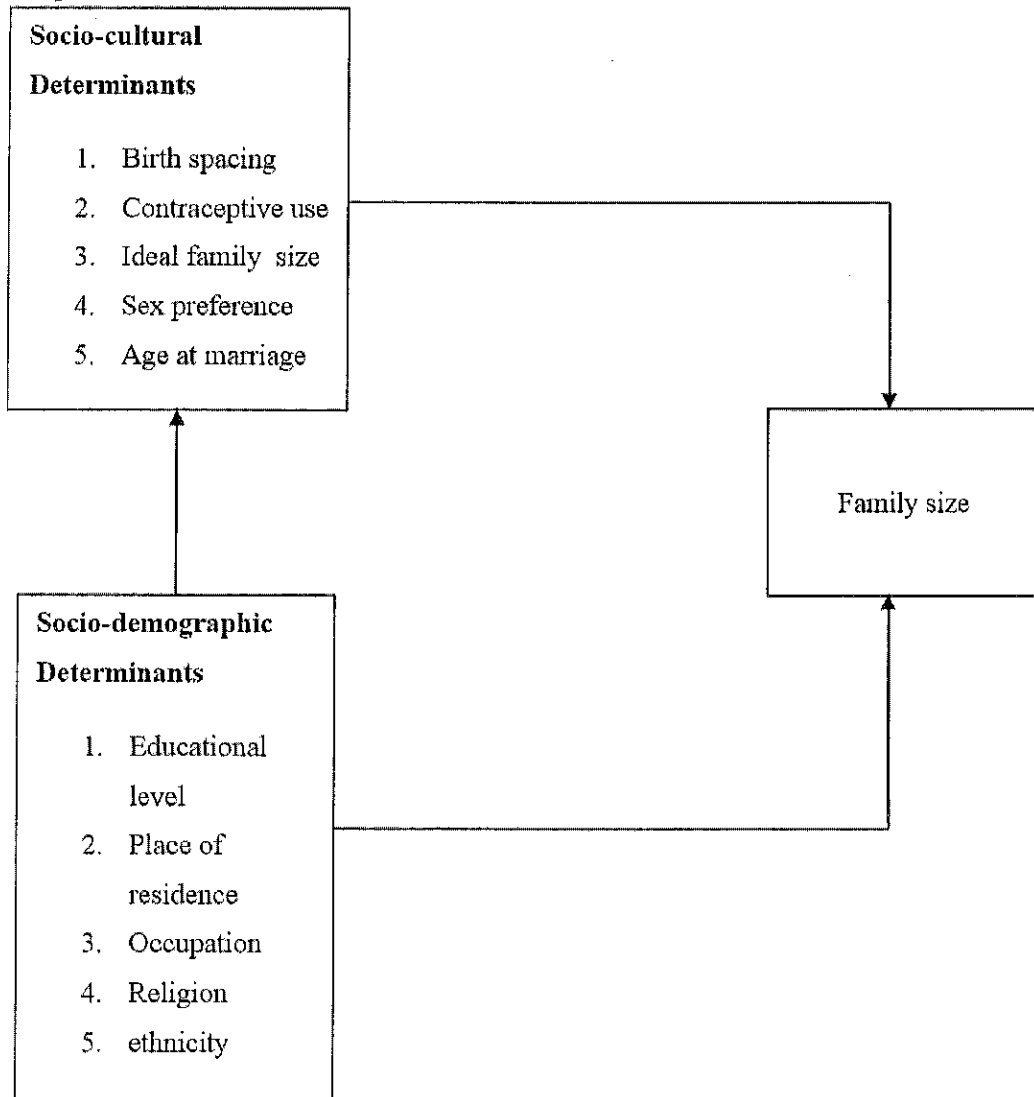 Socio-cultural
Determinants
1. Birth spacing
2. Contraceptive use
3. Ideal family size
4. Sex preference
5. Age at marriage
Family size
Socio-demographic
Determinants
1. Educational
level
2. Place of
residence
3. Occupation
4. Religion
5. ethnicity